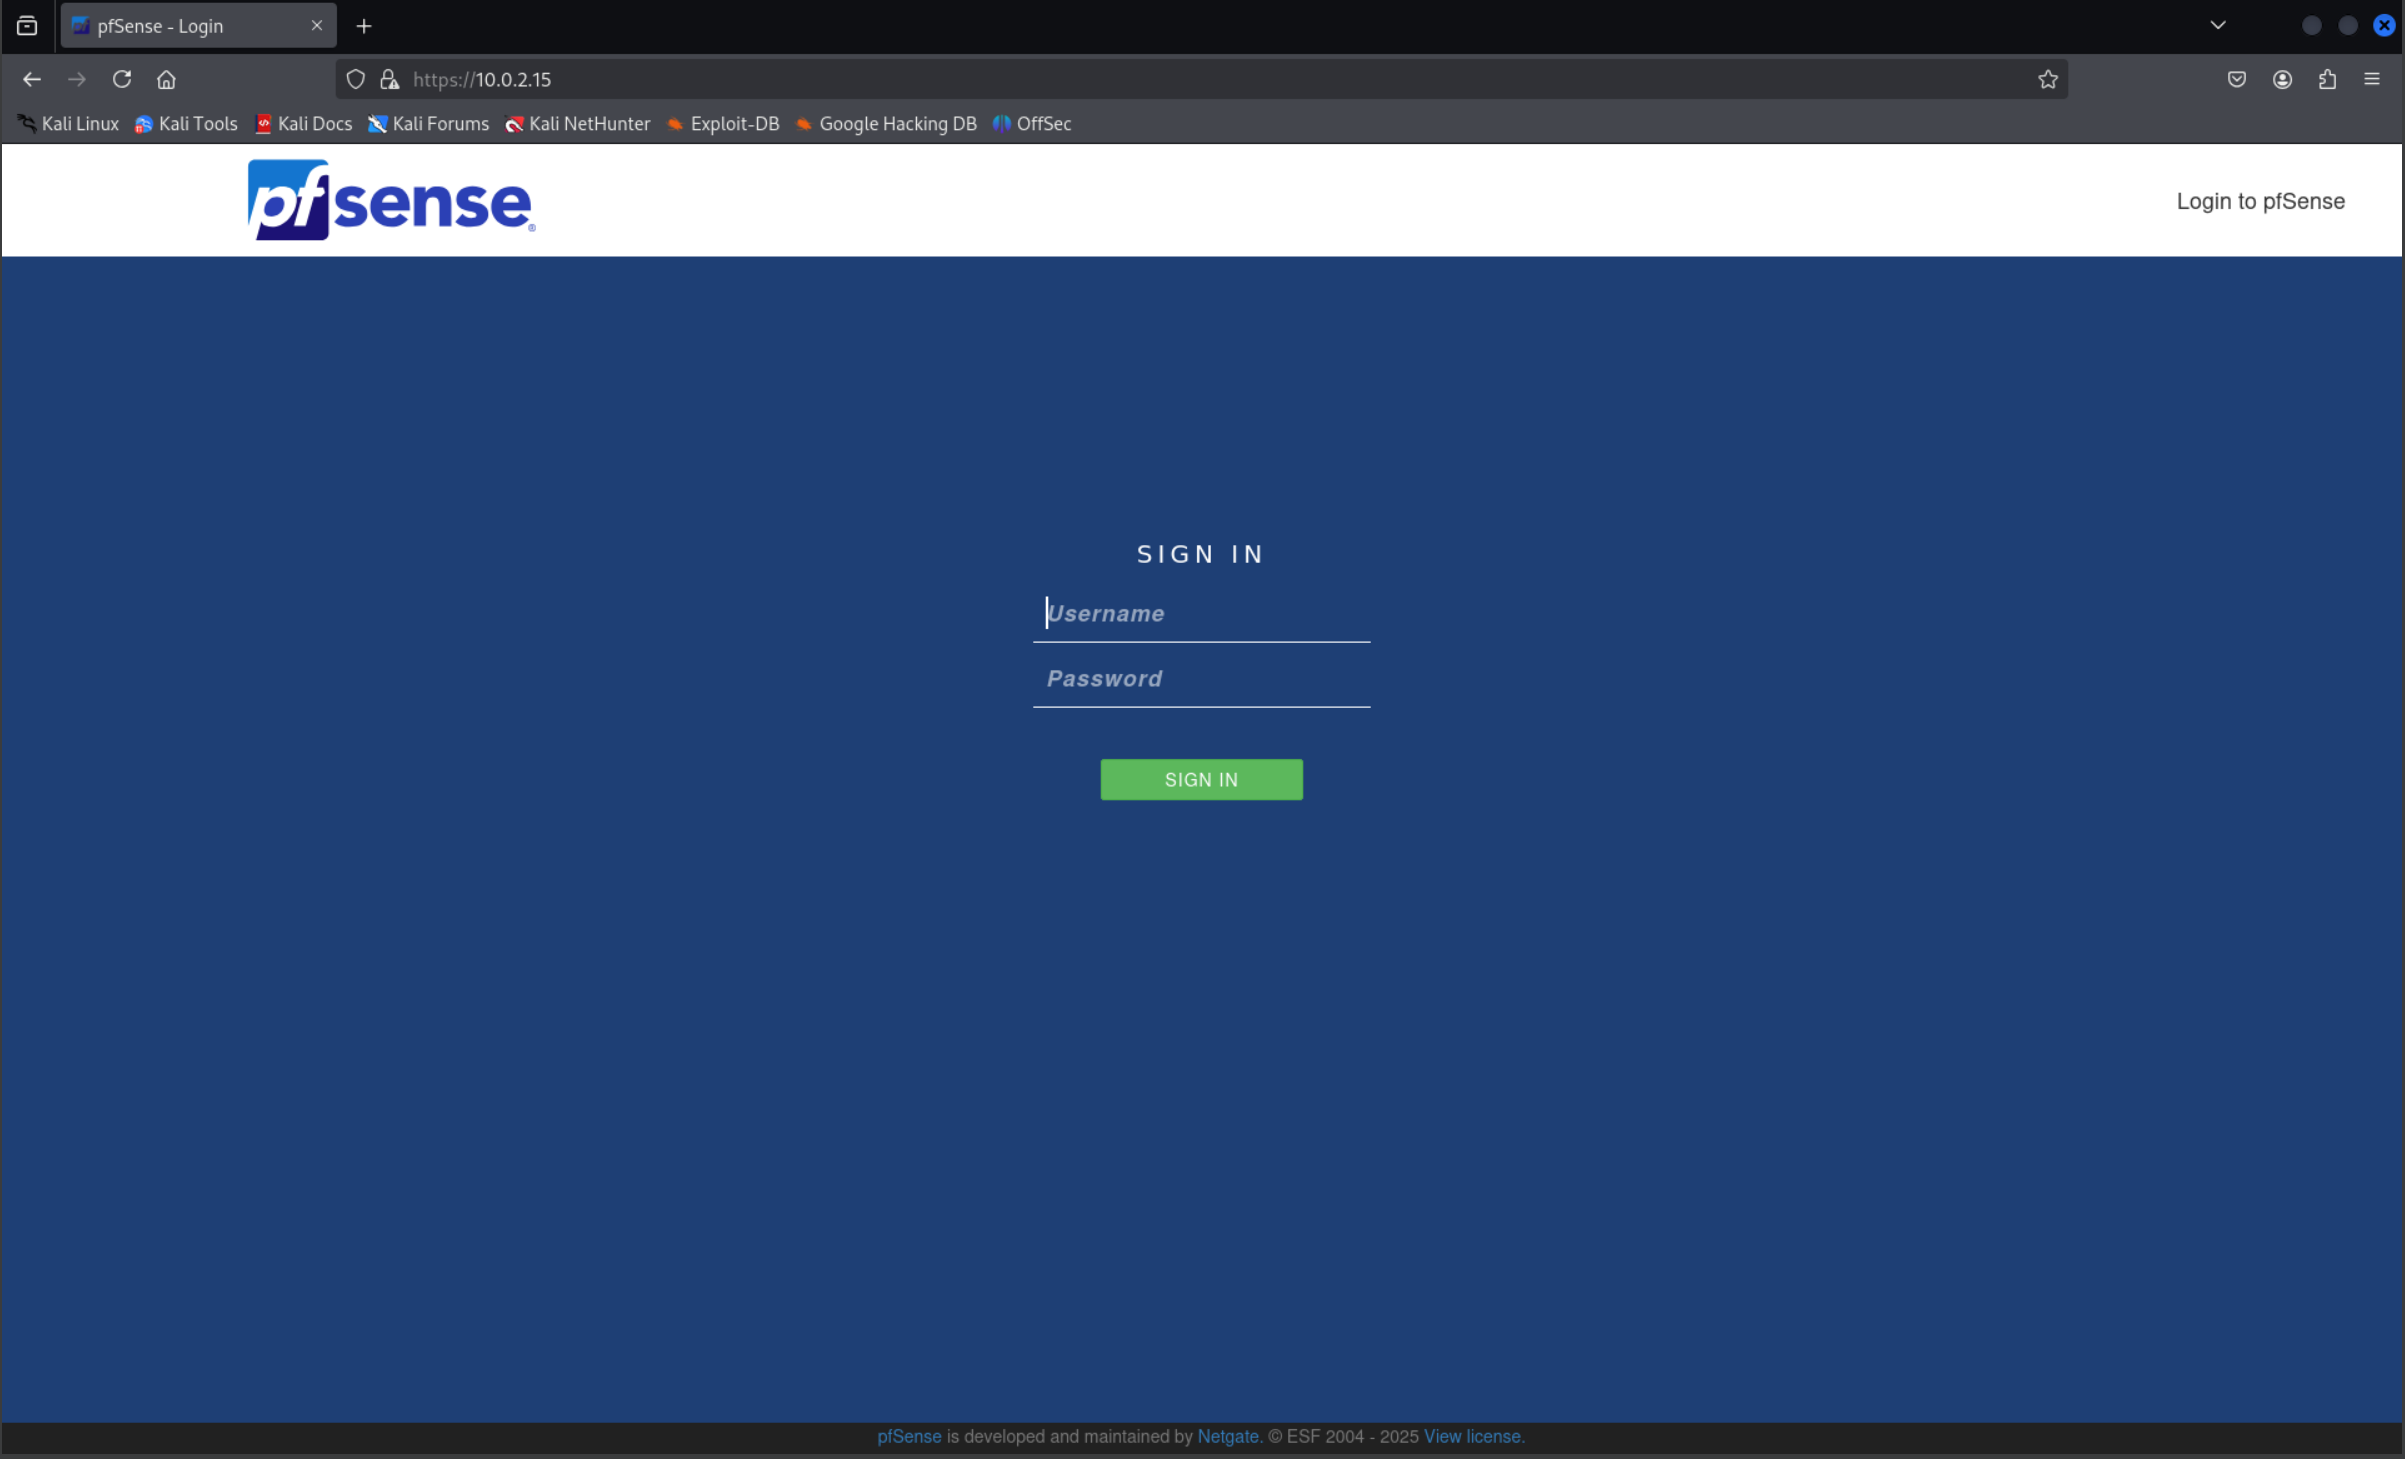 pfSense - Login
https://10.0.2.15
Kali Linux Kali Tools Kali Docs Kali Forums Kali NetHunter Exploit-DB Google Hacking DB OffSec
pfsense®
Login to pfSense
SIGN IN
Username
Password
SIGN IN
pfSense is developed and maintained by Netgate. © ESF 2004 - 2025 View license.